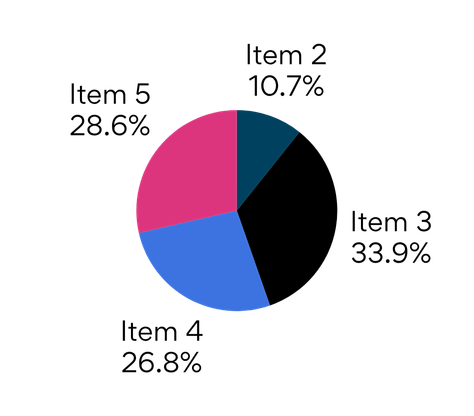 Item 2
10.7%
Item 5
28.6%
Item 3
33.9%
Item 4
26.8%